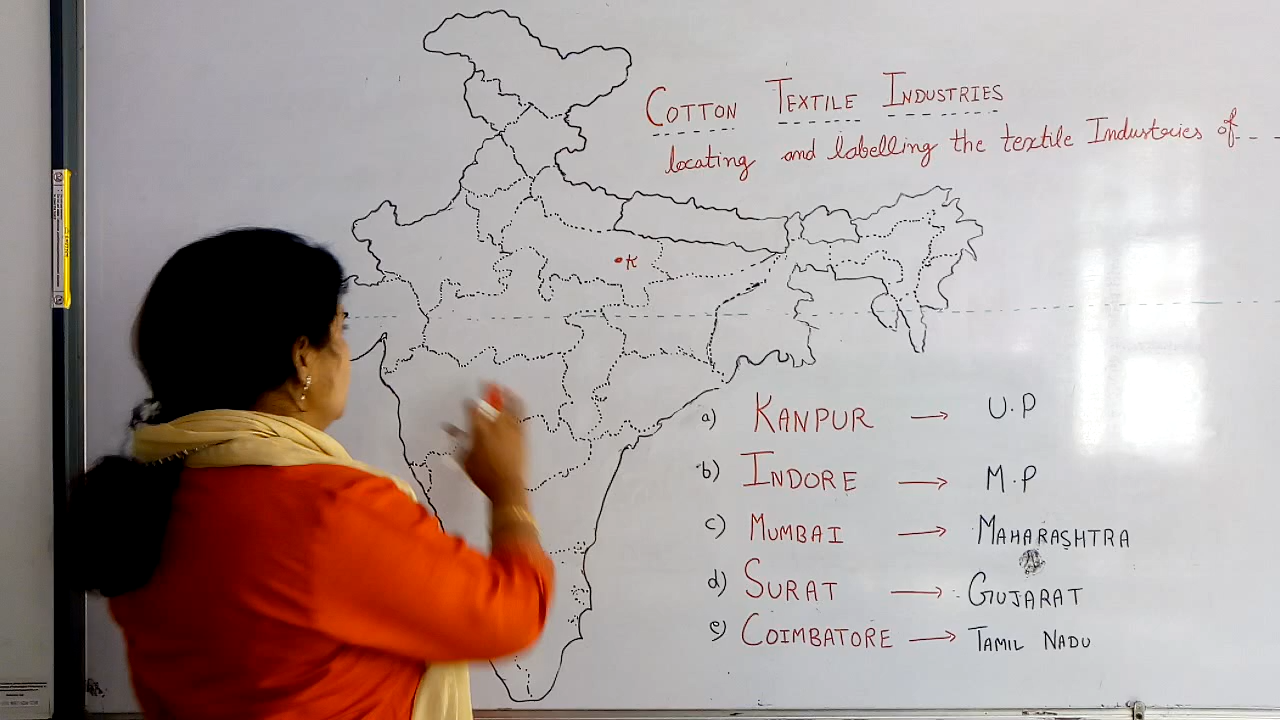 COTTON TEXTILE INDUSTRIES
locating and labelling the textile Industries of - -
K
a) KANPUR → U.P
b) INDORE → M.P
c) MUMBAI → MAHARASHTRA
d) SURAT → GUJARAT
e) COIMBATORE → TAMIL NADU